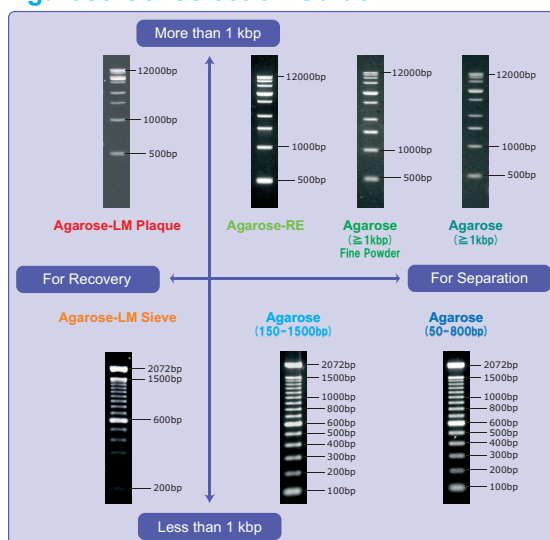 More than 1 kbp
12000bp
1000bp
500bp
12000bp
1000bp
500bp
12000bp
1000bp
500bp
12000bp
1000bp
500bp
Agarose-LM Plaque
Agarose-RE
Agarose
(≧1kbp)
Fine Powder
Agarose
(≧1kbp)
For Recovery
For Separation
Agarose-LM Sieve
Agarose
(150-1500bp)
Agarose
(50-800bp)
2072bp
1500bp
600bp
200bp
2072bp
1500bp
1000bp
800bp
600bp
500bp
400bp
300bp
200bp
100bp
2072bp
1500bp
1000bp
800bp
600bp
500bp
400bp
300bp
200bp
100bp
Less than 1 kbp